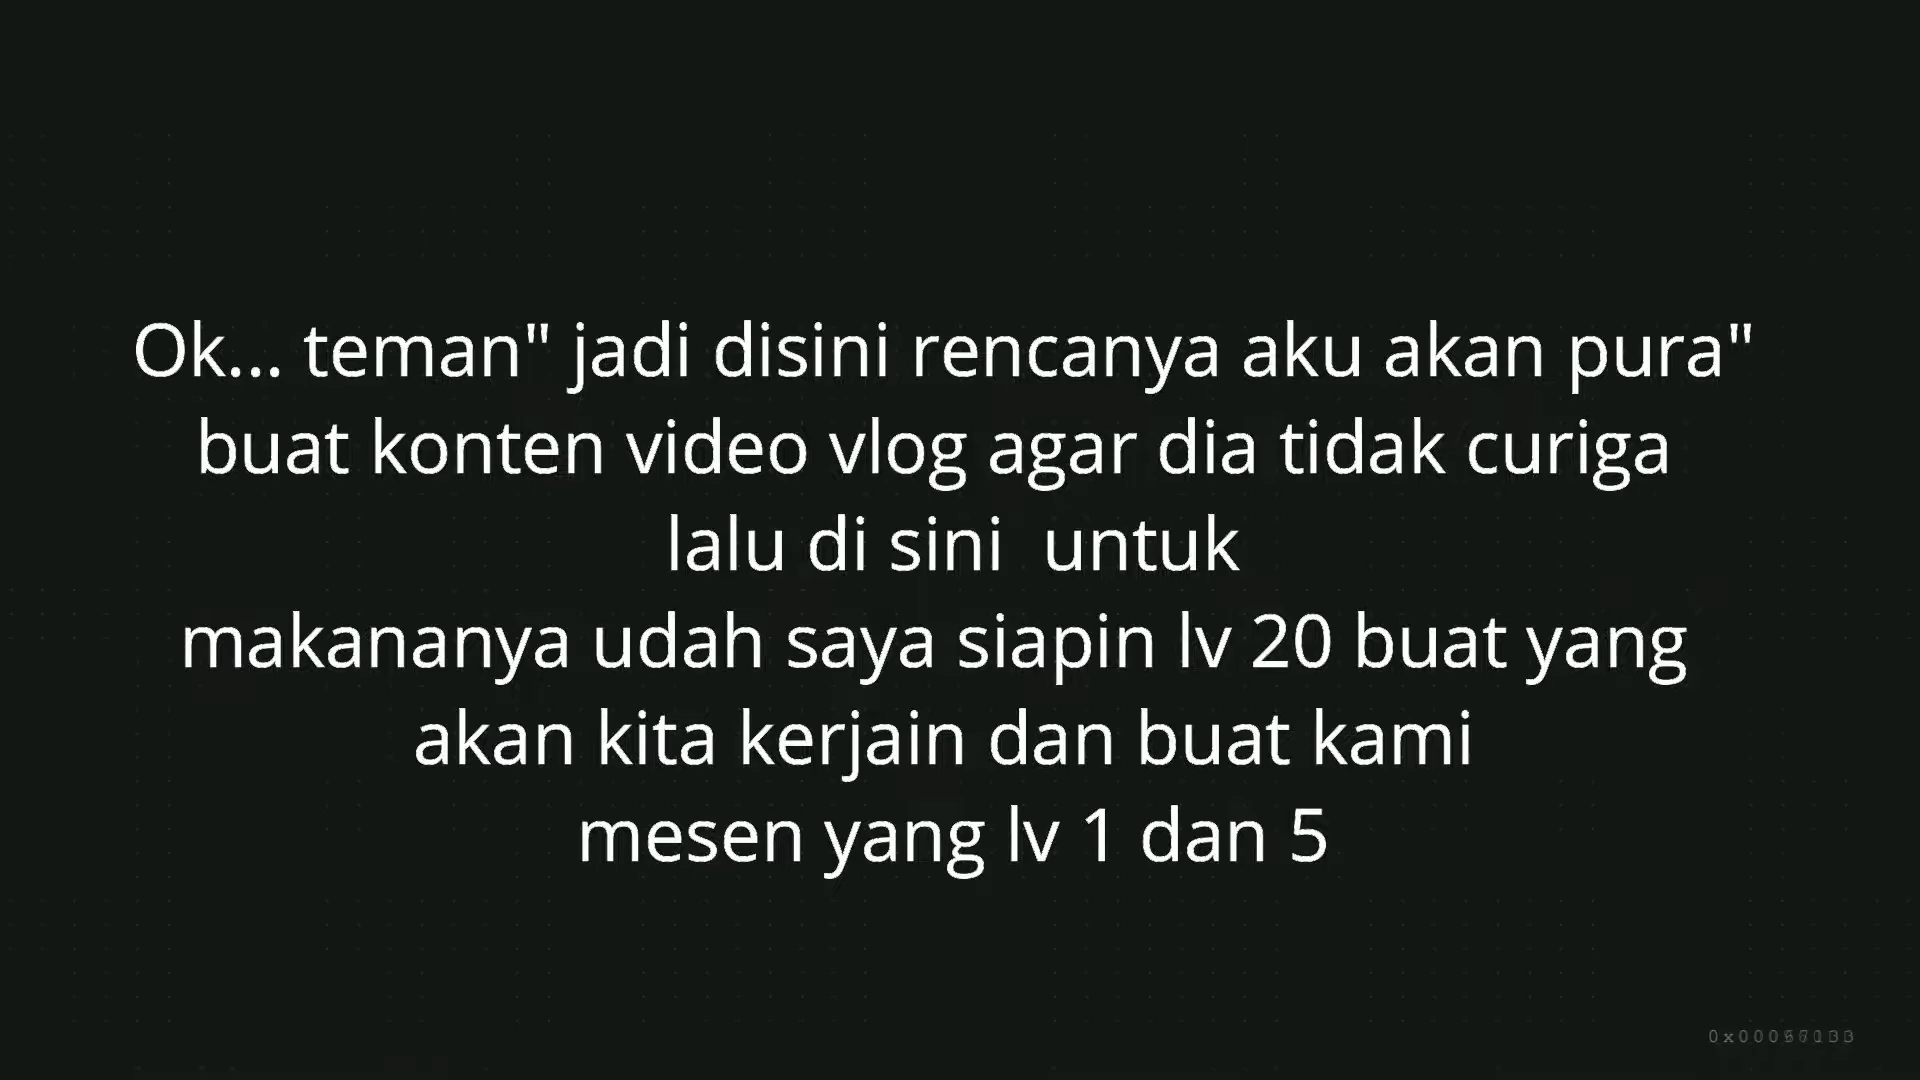 Ok... teman" jadi disini rencanya aku akan pura"
buat konten video vlog agar dia tidak curiga
lalu di sini  untuk
makananya udah saya siapin lv 20 buat yang
akan kita kerjain dan buat kami
mesen yang lv 1 dan 5